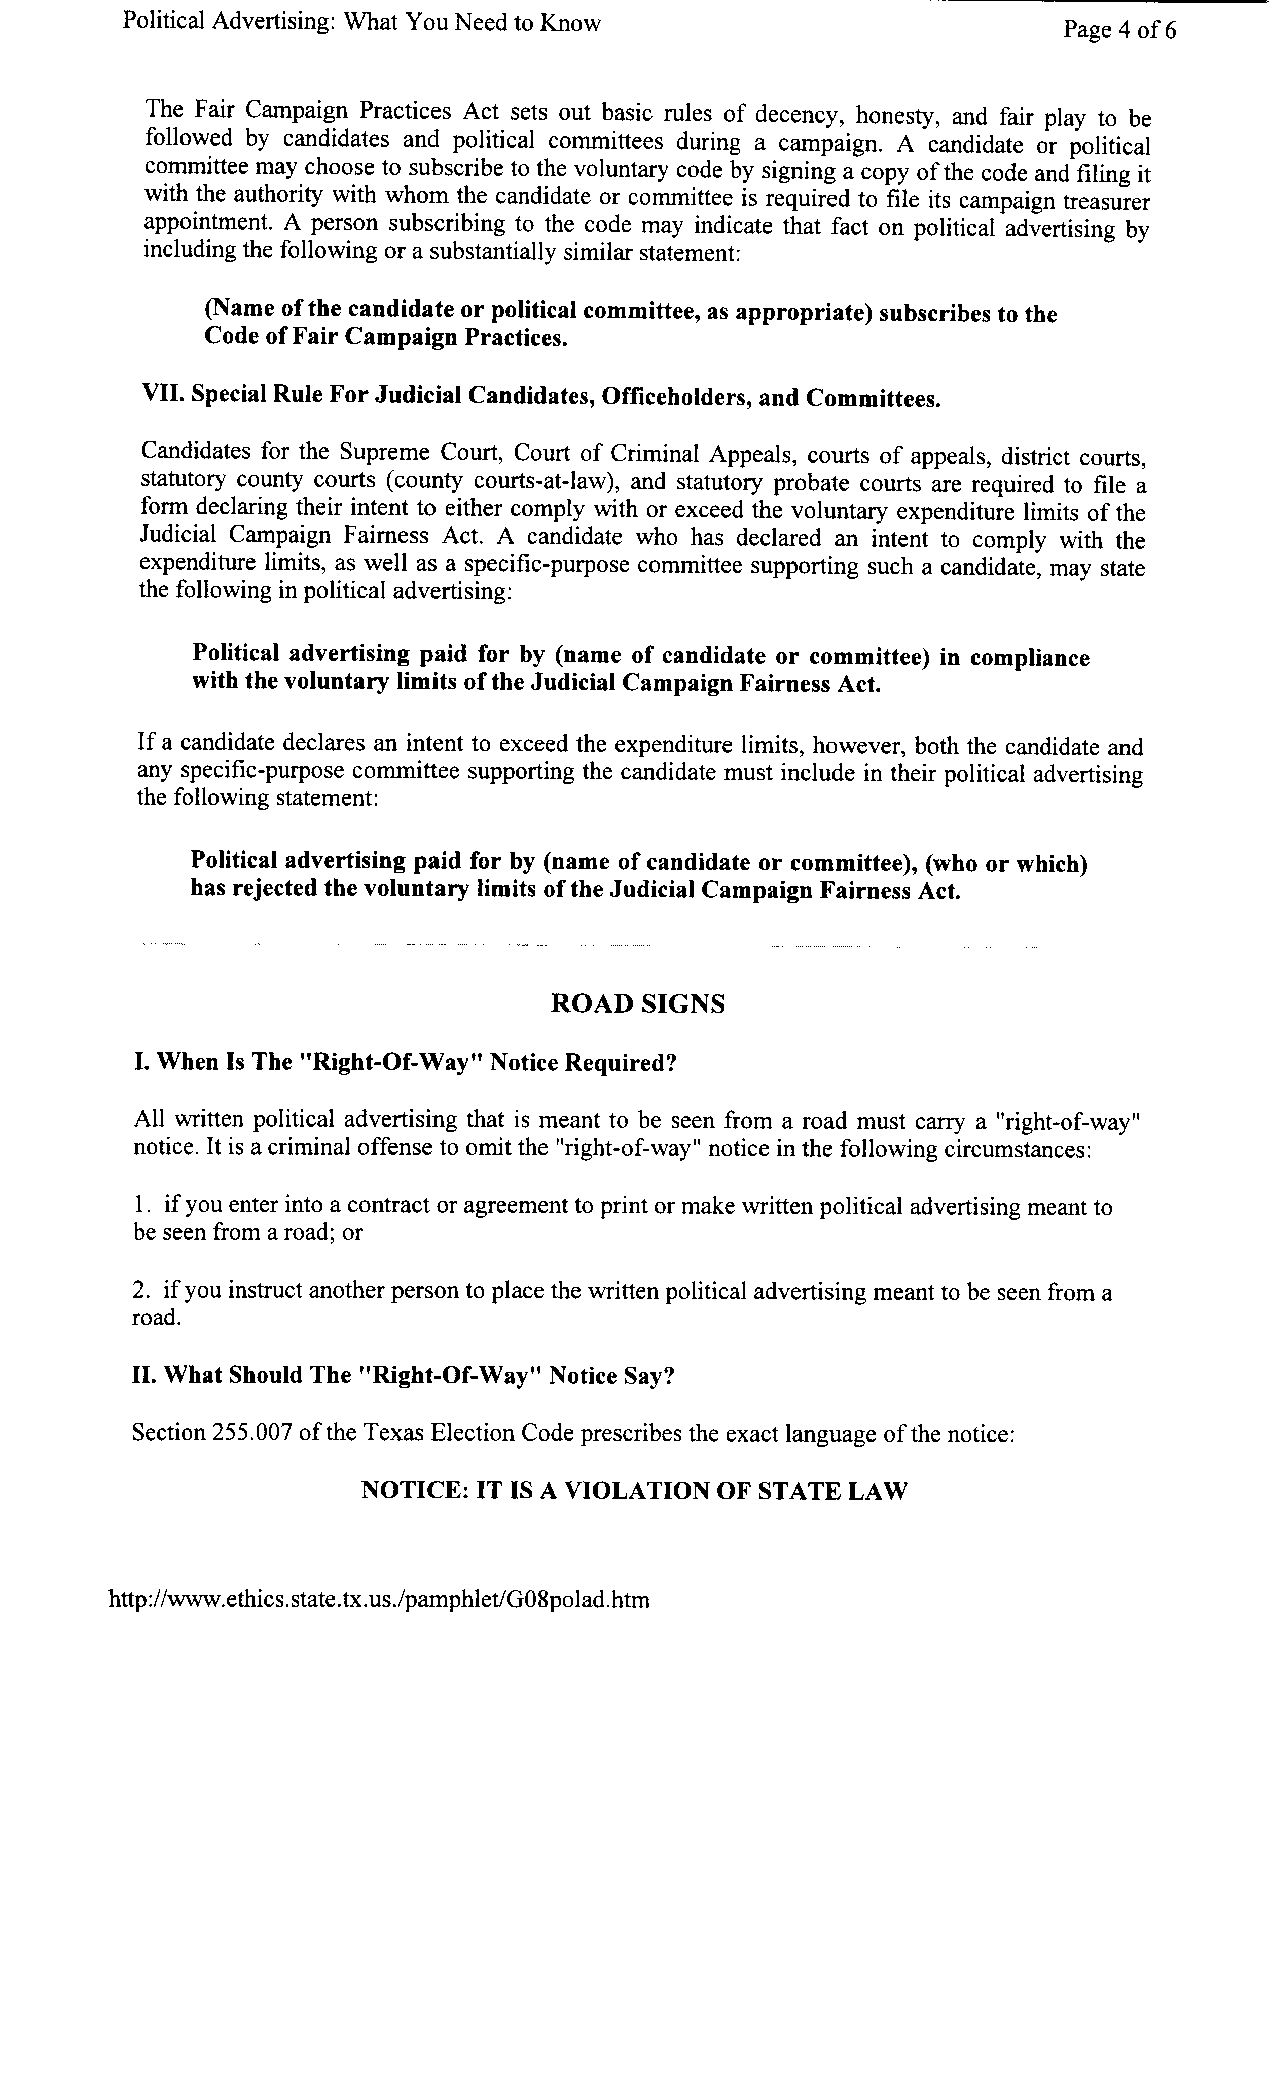 Political Advertising: What You Need to Know
Page 4 of 6
The Fair Campaign Practices Act sets out basic rules of decency, honesty, and fair play to be
followed by candidates and political committees during a campaign. A candidate or political
committee may choose to subscribe to the voluntary code by signing a copy of the code and filing it
with the authority with whom the candidate or committee is required to file its campaign treasurer
appointment. A person subscribing to the code may indicate that fact on political advertising by
including the following or a substantially similar statement:
(Name of the candidate or political committee, as appropriate) subscribes to the
Code of Fair Campaign Practices.
VII. Special Rule For Judicial Candidates, Officeholders, and Committees.
Candidates for the Supreme Court, Court of Criminal Appeals, courts of appeals, district courts,
statutory county courts (county courts-at-law), and statutory probate courts are required to file a
form declaring their intent to either comply with or exceed the voluntary expenditure limits of the
Judicial Campaign Fairness Act. A candidate who has declared an intent to comply with the
expenditure limits, as well as a specific-purpose committee supporting such a candidate, may state
the following in political advertising:
Political advertising paid for by (name of candidate or committee) in compliance
with the voluntary limits of the Judicial Campaign Fairness Act.
If a candidate declares an intent to exceed the expenditure limits, however, both the candidate and
any specific-purpose committee supporting the candidate must include in their political advertising
the following statement:
Political advertising paid for by (name of candidate or committee), (who or which)
has rejected the voluntary limits of the Judicial Campaign Fairness Act.
ROAD SIGNS
I. When Is The "Right-Of-Way" Notice Required?
All written political advertising that is meant to be seen from a road must carry a "right-of-way"
notice. It is a criminal offense to omit the "right-of-way" notice in the following circumstances:
1. if you enter into a contract or agreement to print or make written political advertising meant to
be seen from a road; or
2. if you instruct another person to place the written political advertising meant to be seen from a
road.
II. What Should The "Right-Of-Way" Notice Say?
Section 255.007 of the Texas Election Code prescribes the exact language of the notice:
NOTICE: IT IS A VIOLATION OF STATE LAW
http://www.ethics.state.tx.us./pamphlet/G08polad.htm